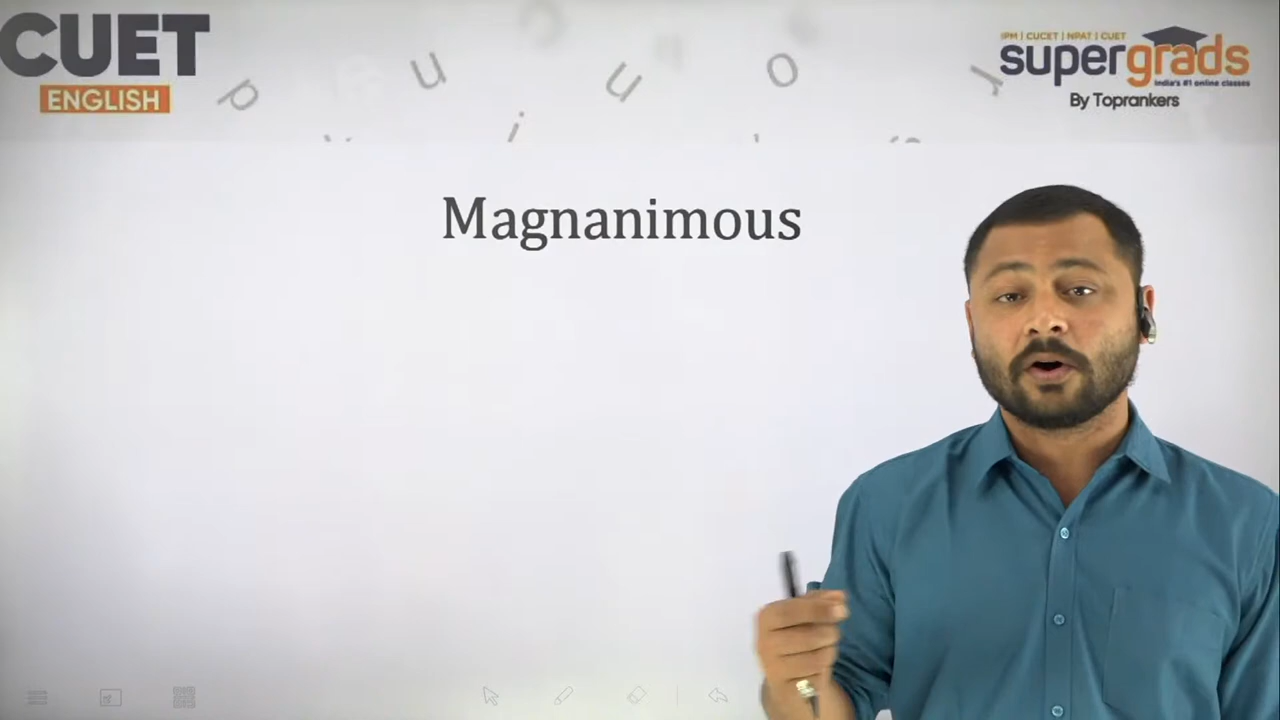 CUET
ENGLISH
IPM | CUCET | NPAT | CUET
supergrads
India's #1 online classes
By Toprankers
Magnanimous